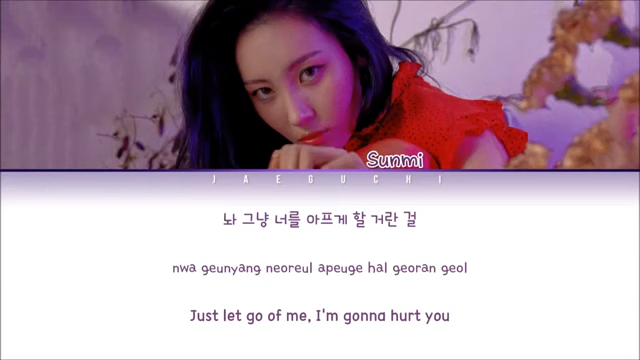 Sunmi
JAEGUCHI
놔 그냥 너를 아프게 할 거란 걸
nwa geunyang neoreul apeuge hal georan geol
Just let go of me, I'm gonna hurt you